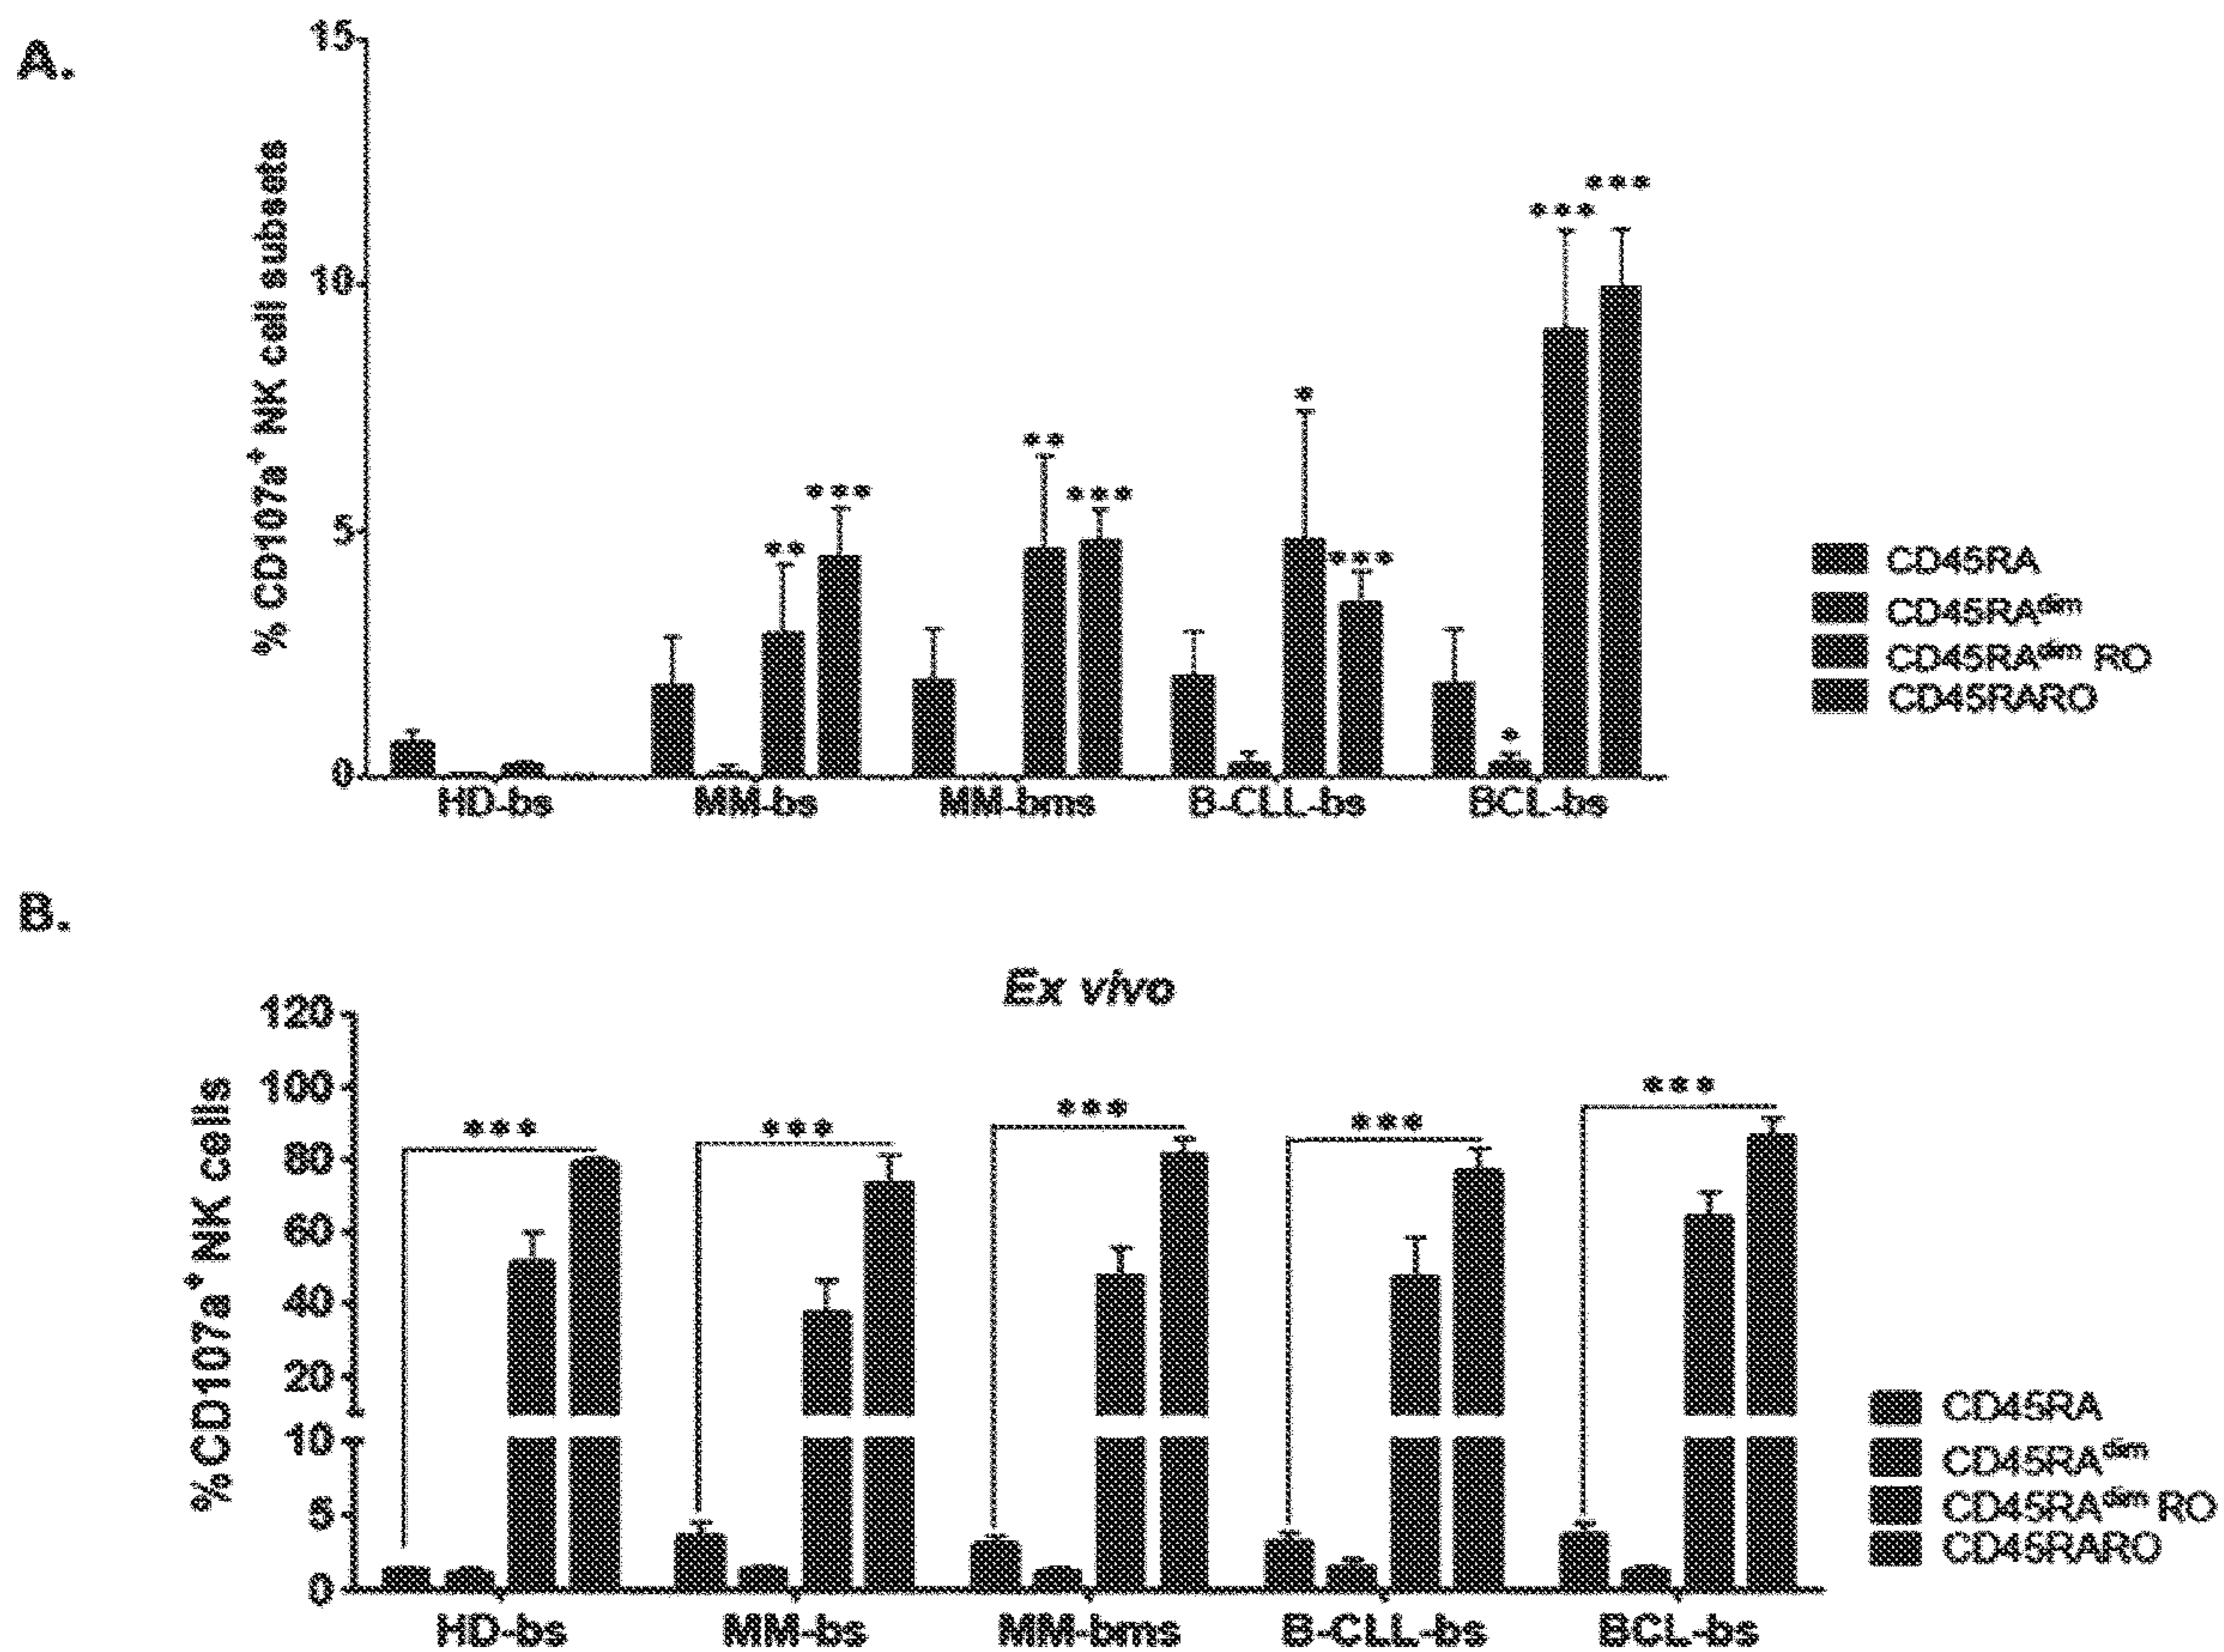 A.
% CD107a+ NK cell subsets
15
10
5
0
***
***
*
**
***
**
***
***
*
HD-bs MM-bs MM-bms B-CLL-bs BCL-bs
CD45RA
CD45RAdim
CD45RAdim RO
CD45RARO
B.
Ex vivo
%CD107a+ NK cells
120
100
80
60
40
20
10
5
0
*** *** *** *** ***
HD-bs MM-bs MM-bms B-CLL-bs BCL-bs
CD45RA
CD45RAdim
CD45RAdim RO
CD45RARO